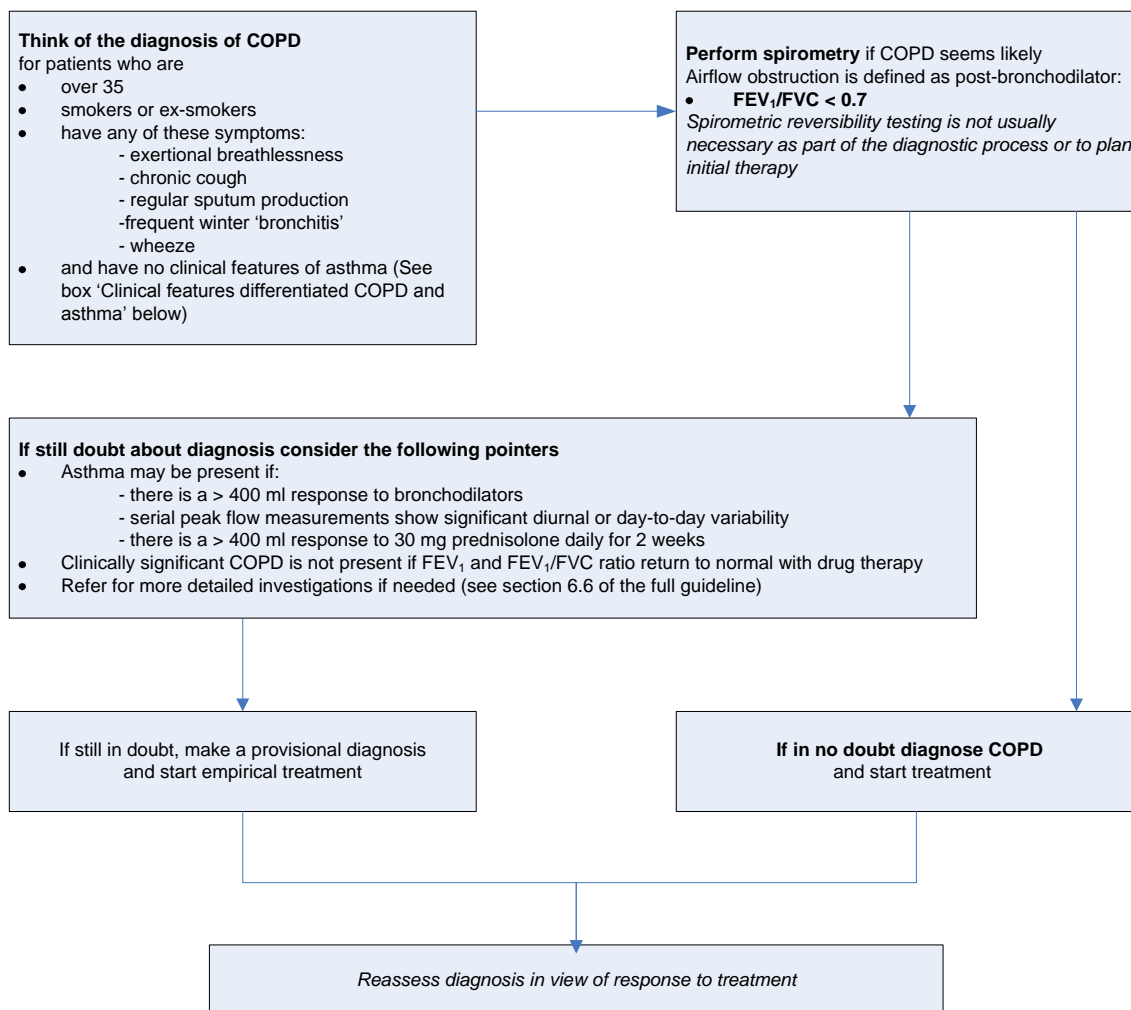 Think of the diagnosis of COPD
for patients who are
• over 35
• smokers or ex-smokers
• have any of these symptoms:
- exertional breathlessness
- chronic cough
- regular sputum production
-frequent winter ‘bronchitis’
- wheeze
• and have no clinical features of asthma (See
box ‘Clinical features differentiated COPD and
asthma’ below)
Perform spirometry if COPD seems likely
Airflow obstruction is defined as post-bronchodilator:
• FEV₁/FVC < 0.7
Spirometric reversibility testing is not usually
necessary as part of the diagnostic process or to plan
initial therapy
If still doubt about diagnosis consider the following pointers
• Asthma may be present if:
- there is a > 400 ml response to bronchodilators
- serial peak flow measurements show significant diurnal or day-to-day variability
- there is a > 400 ml response to 30 mg prednisolone daily for 2 weeks
• Clinically significant COPD is not present if FEV₁ and FEV₁/FVC ratio return to normal with drug therapy
• Refer for more detailed investigations if needed (see section 6.6 of the full guideline)
If still in doubt, make a provisional diagnosis
and start empirical treatment
If in no doubt diagnose COPD
and start treatment
Reassess diagnosis in view of response to treatment